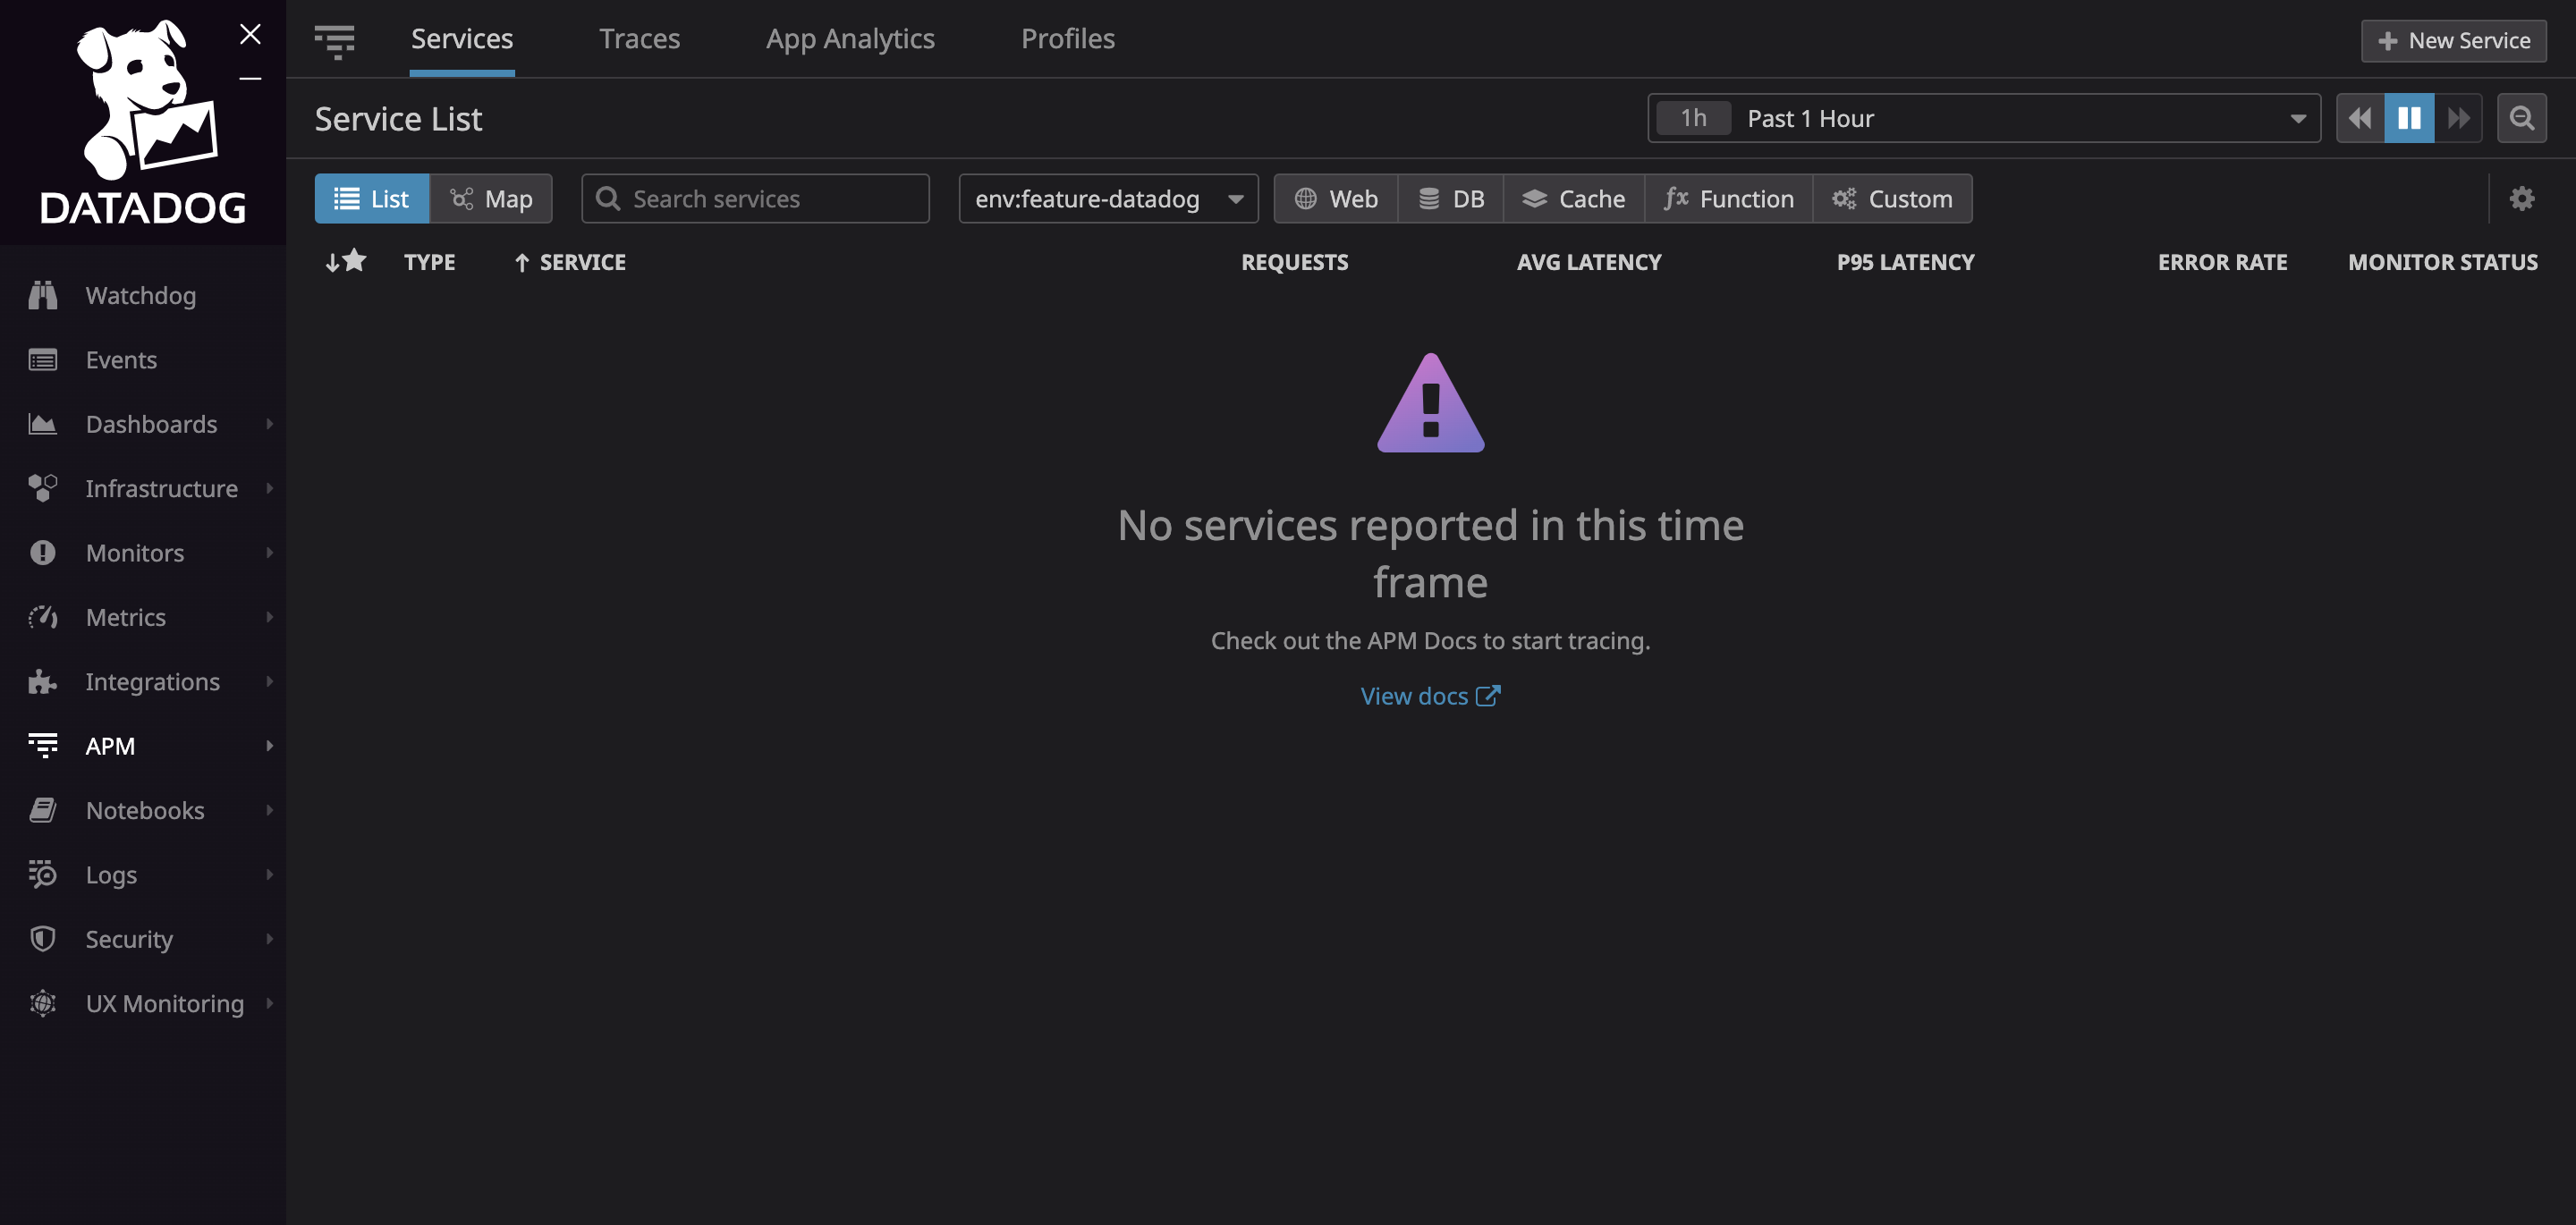 DATADOG
Watchdog
Events
Dashboards
Infrastructure
Monitors
Metrics
Integrations
APM
Notebooks
Logs
Security
UX Monitoring
Services Traces App Analytics Profiles New Service
Service List 1h Past 1 Hour
List Map Search services env:feature-datadog Web DB Cache fx Function Custom
TYPE SERVICE REQUESTS AVG LATENCY P95 LATENCY ERROR RATE MONITOR STATUS
No services reported in this time
frame
Check out the APM Docs to start tracing.
View docs